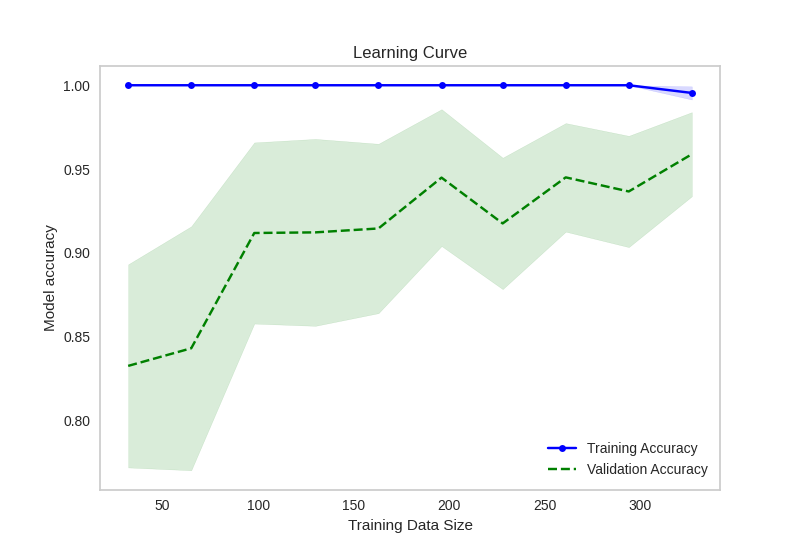 Learning Curve
1.00
0.95
0.90
0.85
0.80
Model accuracy
Training Accuracy
Validation Accuracy
50 100 150 200 250 300
Training Data Size